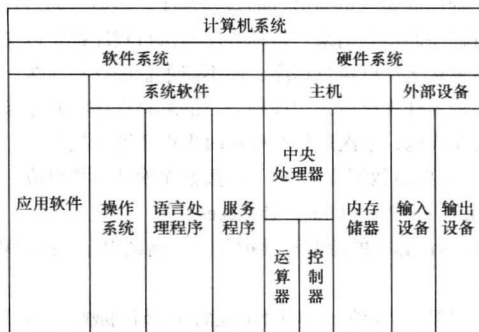 计算机系统
软件系统 硬件系统
系统软件 主机 外部设备
应用软件
操作
系统
语言处
理程序
服务
程序
中央
处理器
运算器
控制器
内存
储器
输入
设备
输出
设备